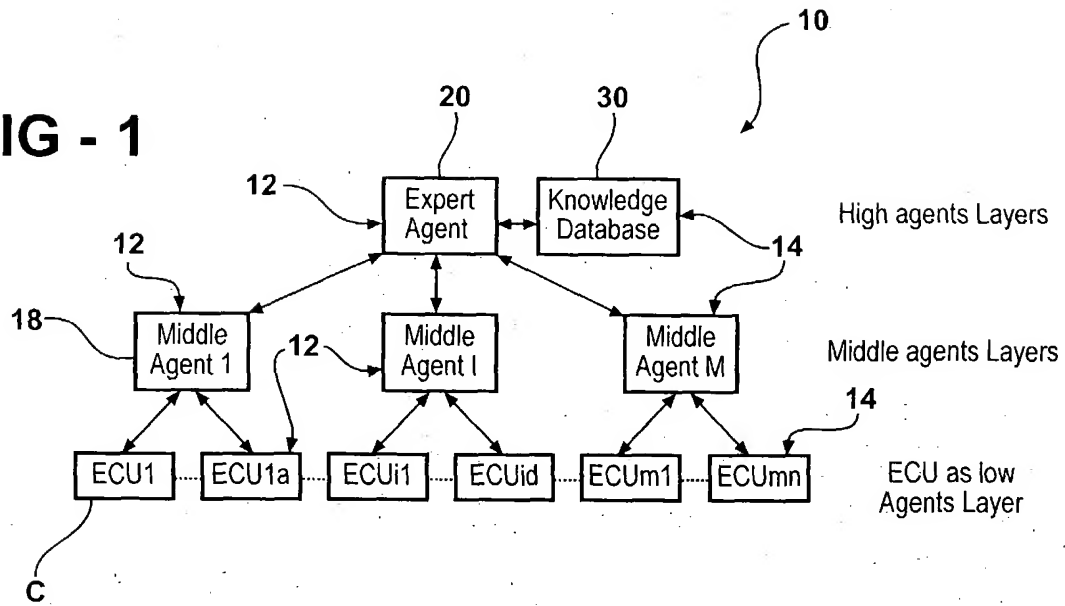 10
IG - 1
20
30
12
Expert
Agent
Knowledge
Database
High agents Layers
12
14
18
Middle
Agent 1
12
Middle
Agent I
Middle
Agent M
Middle agents Layers
14
ECU1
ECU1a
ECUi1
ECUid
ECUm1
ECUmn
ECU as low
Agents Layer
C